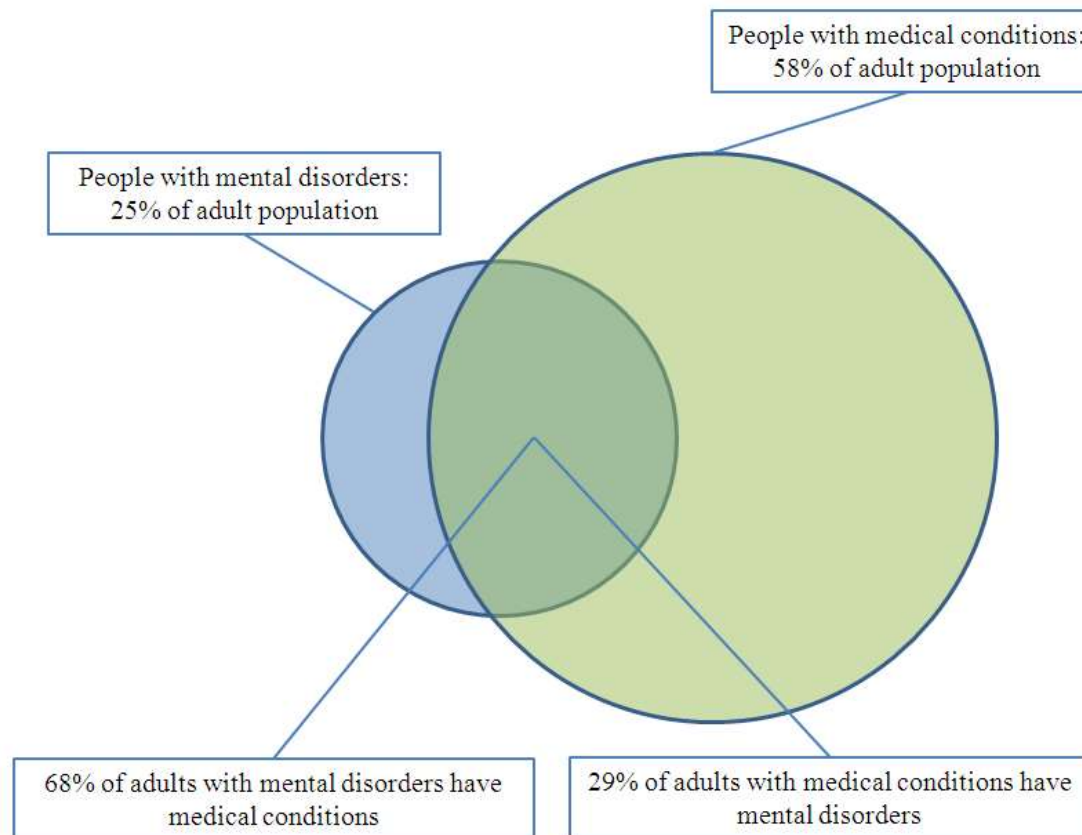 People with medical conditions:
58% of adult population
People with mental disorders:
25% of adult population
68% of adults with mental disorders have
medical conditions
29% of adults with medical conditions have
mental disorders